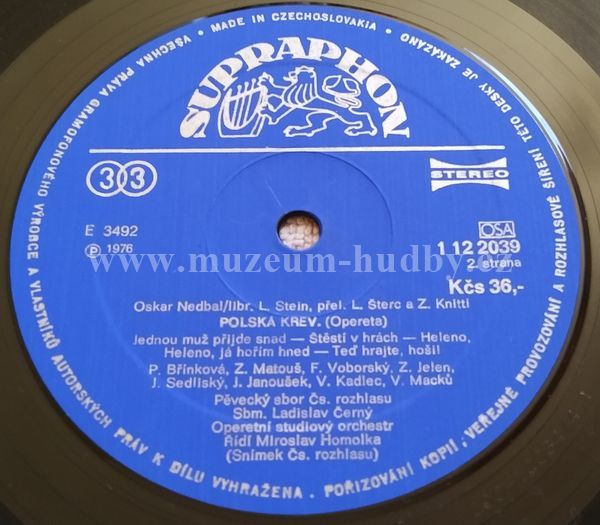 VŠECHNA PRÁVA GRAMOFONOVÉHO VÝROBCE A VLASTNÍKŮ AUTORSKÝCH PRÁV K DÍLU VYHRAŽENA . POŘIZOVÁNÍ KOPIÍ, VEŘEJNÉ PROVOZOVÁNÍ A ROZHLASOVÉ ŠÍŘENÍ TÉTO DESKY JE ZAKÁZÁNO
• MADE IN CZECHOSLOVAKIA •
SUPRAPHON
33
STEREO
E 3492
℗ 1976
OSA
1 12 2039
2. strana
Kčs 36,-
www.muzeum-hudby.cz
Oskar Nedbal/libr. L. Stein, přel. L. Šterc a Z. Knittl
POLSKÁ KREV. (Opereta)
Jednou muž přijde snad — Štěstí v hrách — Heleno,
Heleno, já hořím hned — Teď hrajte, hoši!
P. Břínková, Z. Matouš, F. Voborský, Z. Jelen,
J. Sedliský, J. Janoušek, V. Kadlec, V. Macků
Pěvecký sbor Čs. rozhlasu
Sbm. Ladislav Černý
Operetní studiový orchestr
Řídí Miroslav Homolka
(Snímek Čs. rozhlasu)